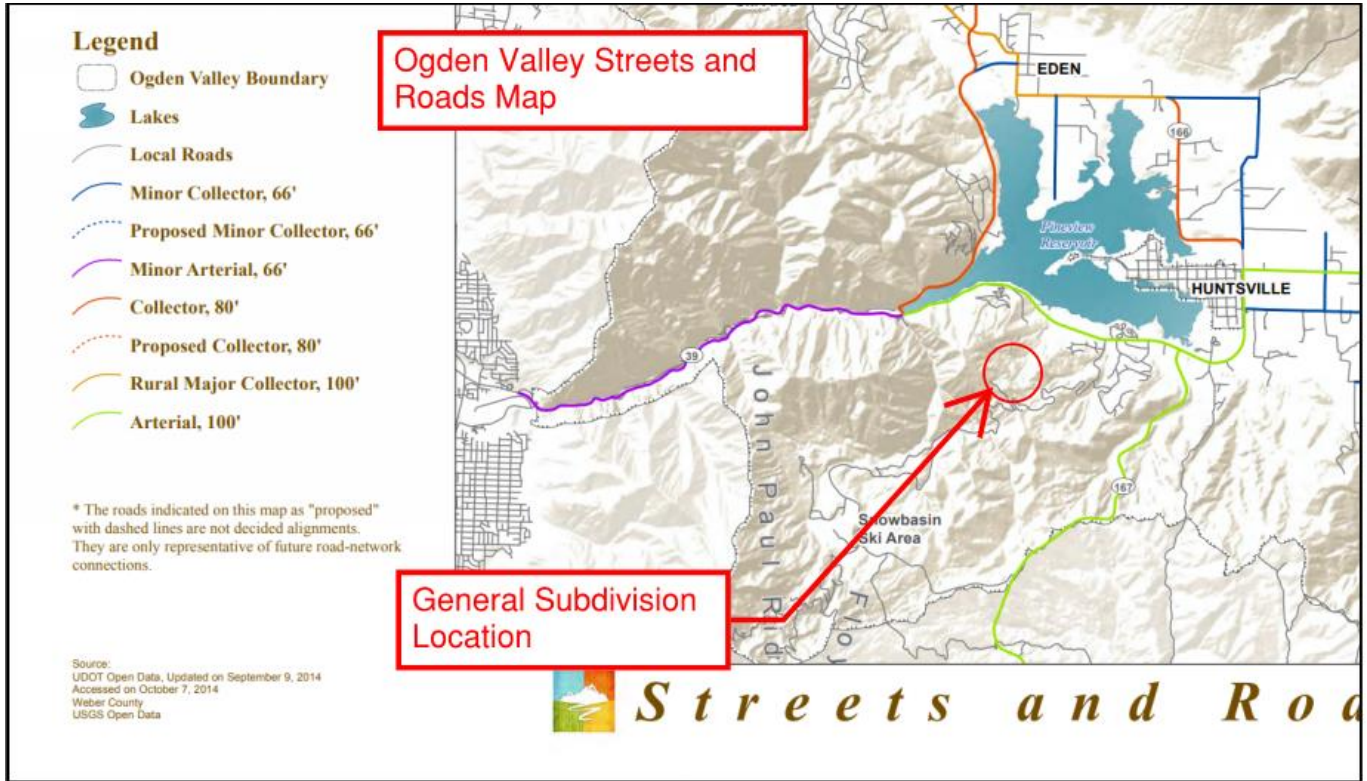 Legend
Ogden Valley Boundary
Lakes
Local Roads
Minor Collector, 66'
Proposed Minor Collector, 66'
Minor Arterial, 66'
Collector, 80'
Proposed Collector, 80'
Rural Major Collector, 100'
Arterial, 100'
* The roads indicated on this map as "proposed"
with dashed lines are not decided alignments.
They are only representative of future road-network
connections.
Source:
UDOT Open Data, Updated on September 9, 2014
Accessed on October 7, 2014
Weber County
USGS Open Data
Ogden Valley Streets and
Roads Map
EDEN
166
Pineview
Reservoir
HUNTSVILLE
39
John Paul
167
Snowbasin
Ski Area
General Subdivision
Location
Streets and